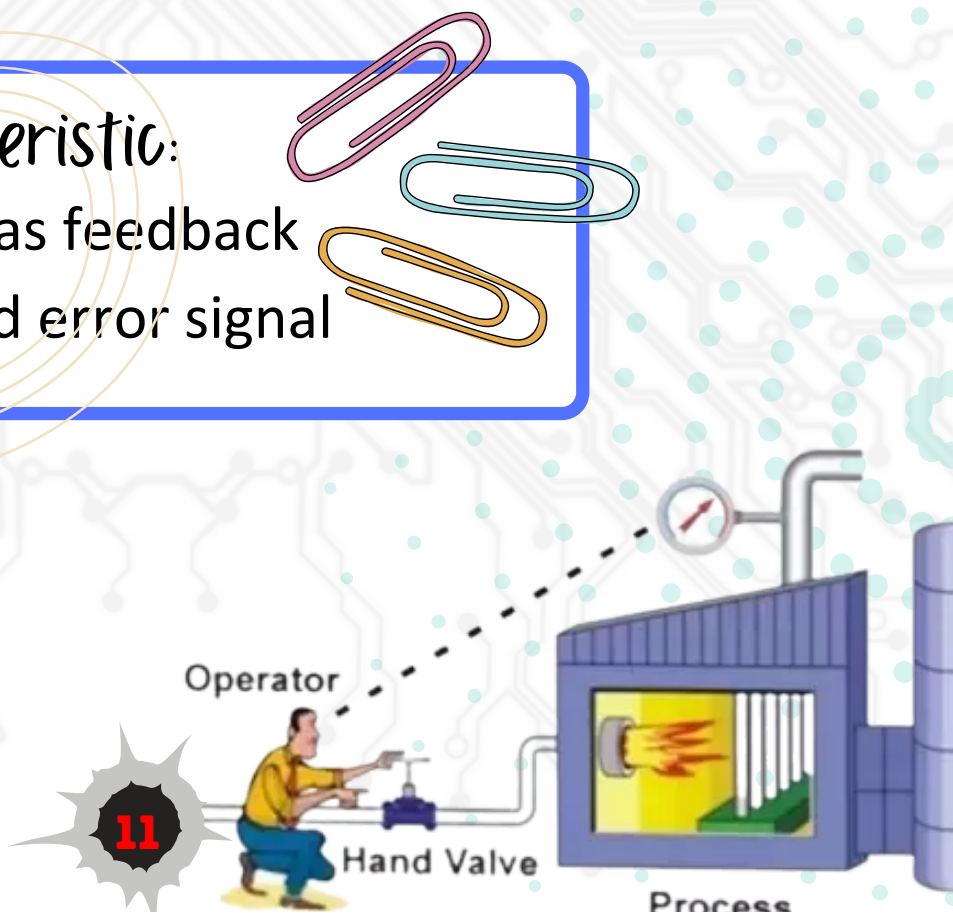 eristic:
as feedback
d error signal
Operator
11
Hand Valve
Process